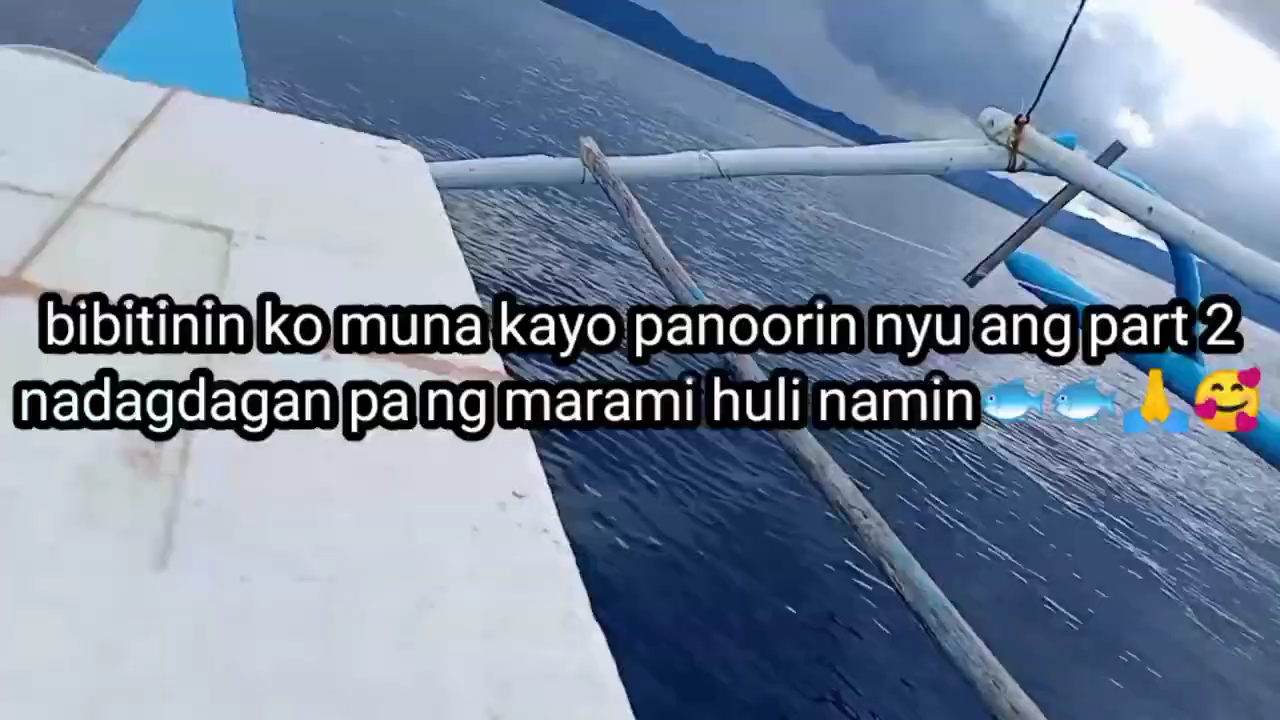 bibitinin ko muna kayo panoorin nyu ang part 2
nadagdagan pa ng marami huli namin🐟🐟🙏🥰